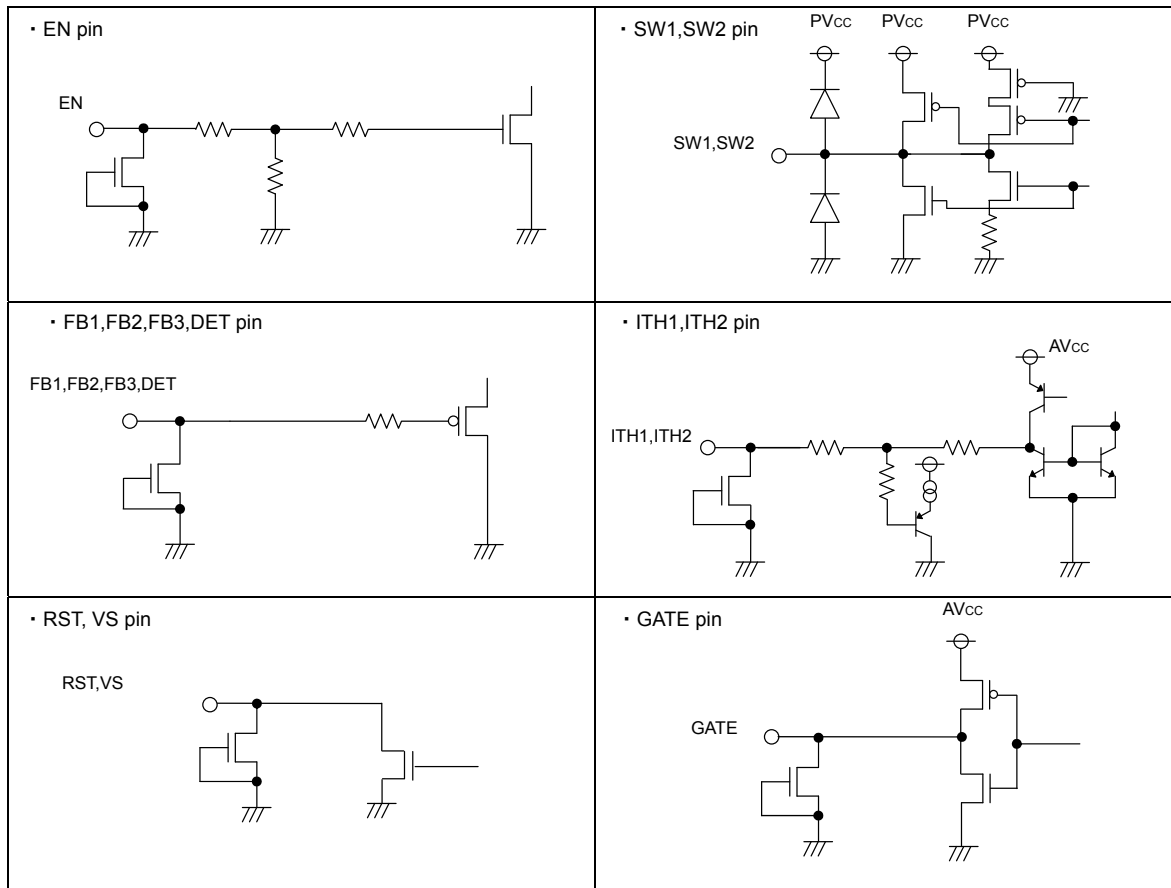 ・EN pin
EN
・SW1,SW2 pin
PVCC PVCC PVCC
SW1,SW2
・FB1,FB2,FB3,DET pin
FB1,FB2,FB3,DET
・ITH1,ITH2 pin
AVCC
ITH1,ITH2
・RST, VS pin
RST,VS
・GATE pin
AVCC
GATE